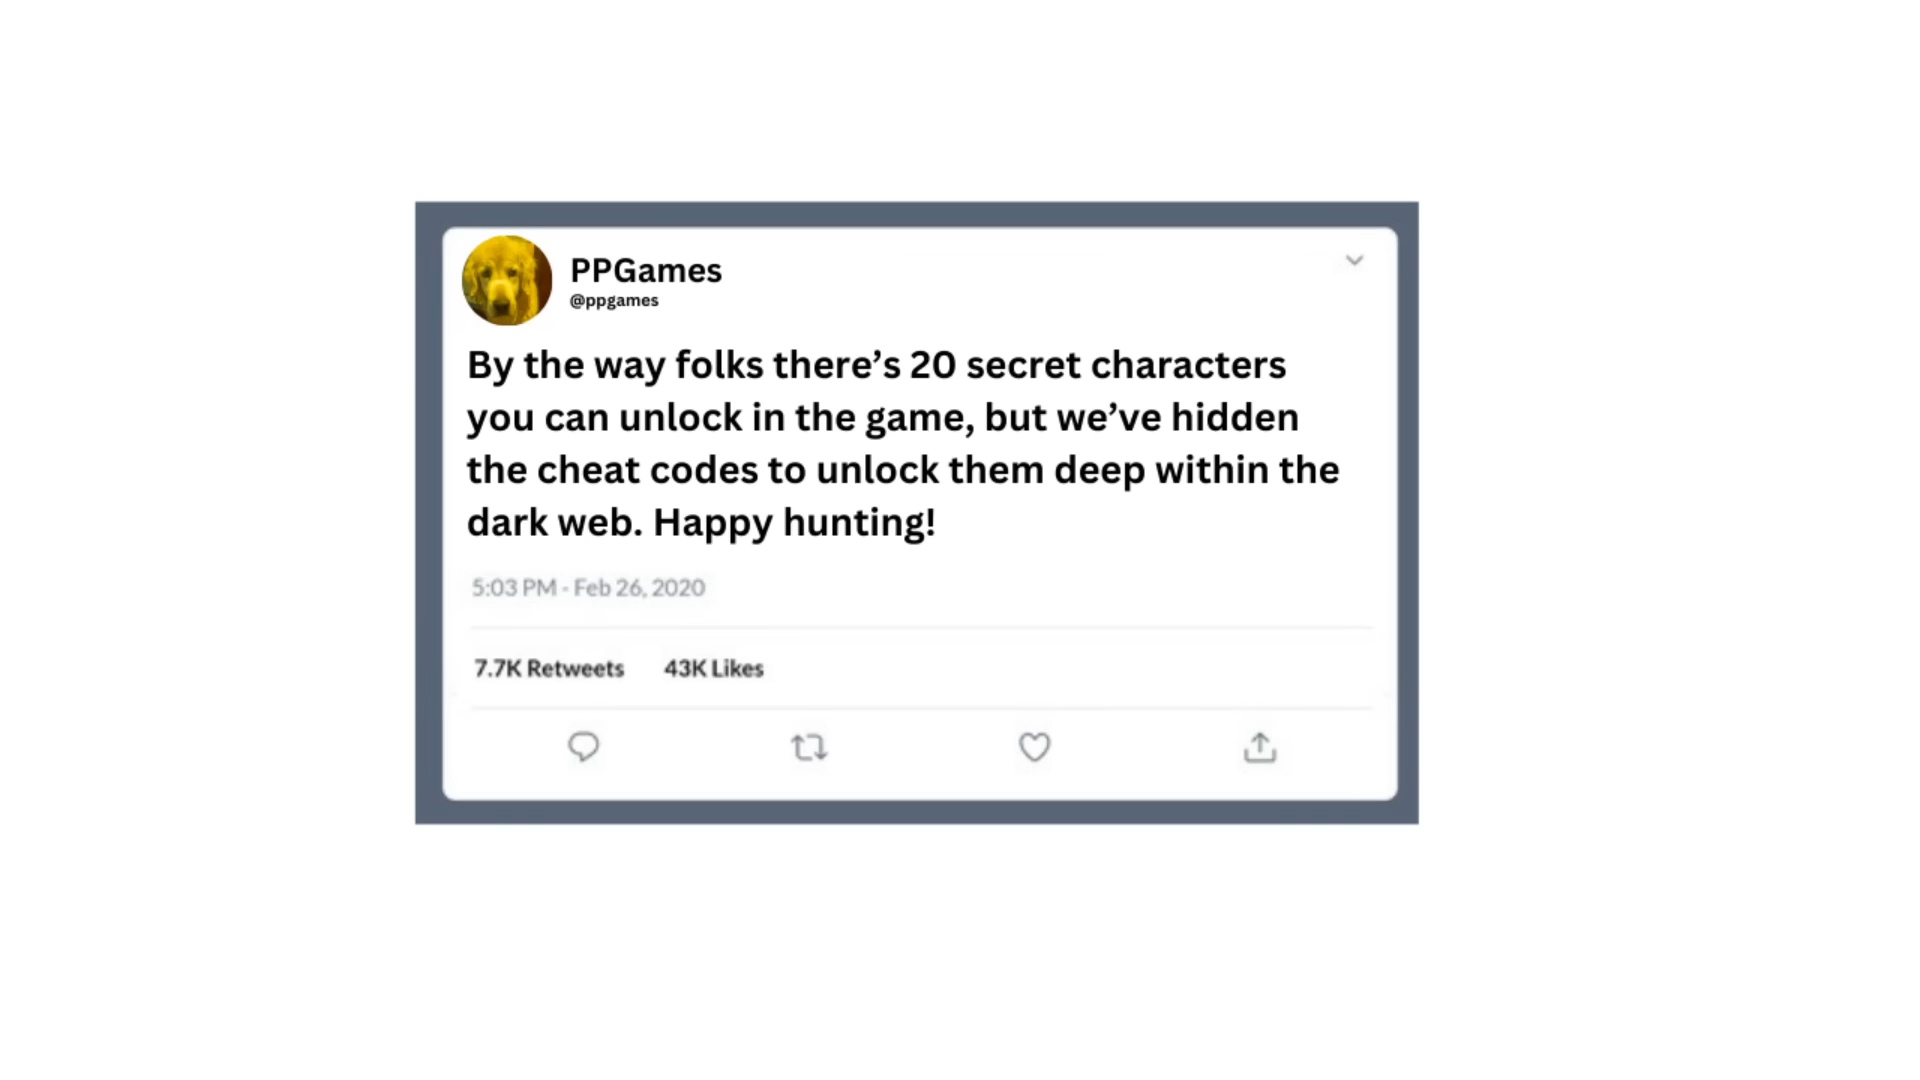 PPGames
@ppgames
By the way folks there’s 20 secret characters
you can unlock in the game, but we’ve hidden
the cheat codes to unlock them deep within the
dark web. Happy hunting!
5:03 PM - Feb 26, 2020
7.7K Retweets 43K Likes